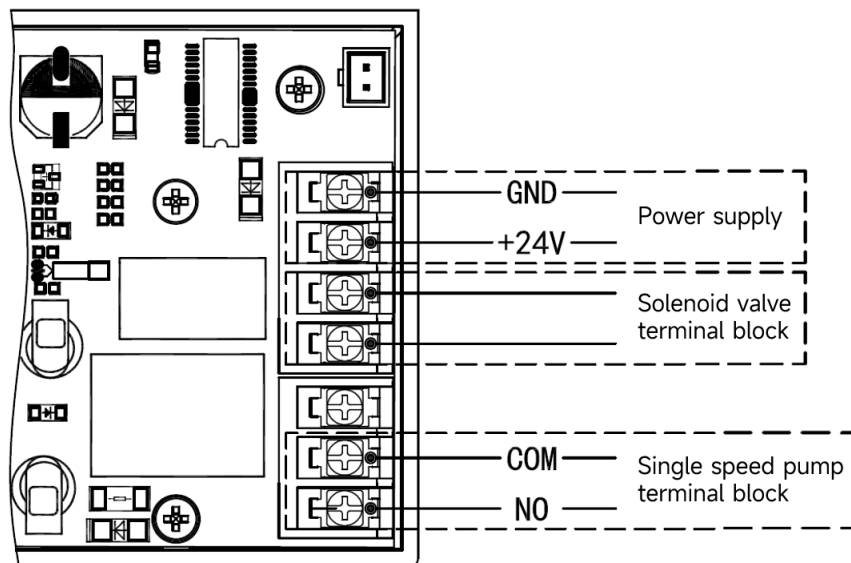 GND
+24V
Power supply
Solenoid valve
terminal block
COM
NO
Single speed pump
terminal block